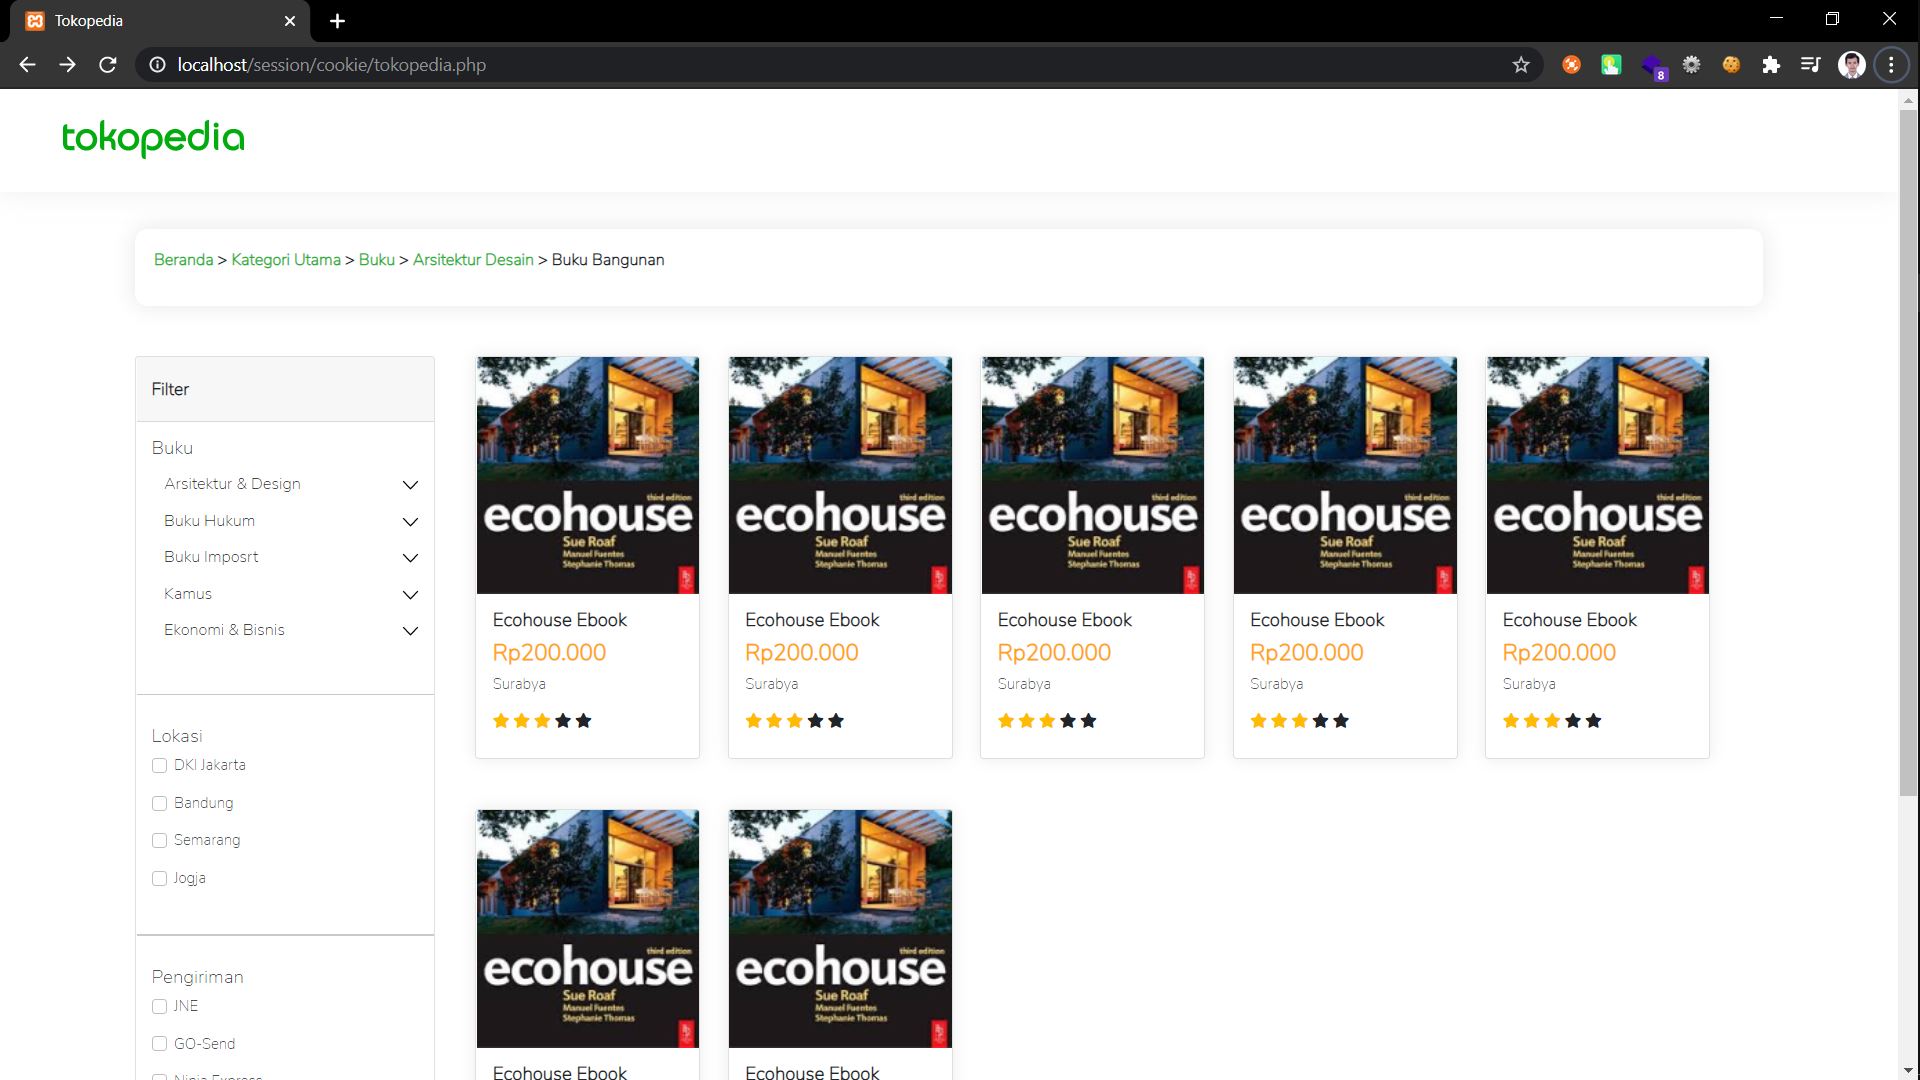 Tokopedia
localhost/session/cookie/tokopedia.php
8
tokopedia
Beranda > Kategori Utama > Buku > Arsitektur Desain > Buku Bangunan
Filter
Buku
Arsitektur & Design
Buku Hukum
Buku Imposrt
Kamus
Ekonomi & Bisnis
Lokasi
DKI Jakarta
Bandung
Semarang
Jogja
Pengiriman
JNE
GO-Send
Ninja Express
third edition
ecohouse
Sue Roaf
Manuel Fuentes
Stephanie Thomas
Ecohouse Ebook
Rp200.000
Surabya
third edition
ecohouse
Sue Roaf
Manuel Fuentes
Stephanie Thomas
Ecohouse Ebook
Rp200.000
Surabya
third edition
ecohouse
Sue Roaf
Manuel Fuentes
Stephanie Thomas
Ecohouse Ebook
Rp200.000
Surabya
third edition
ecohouse
Sue Roaf
Manuel Fuentes
Stephanie Thomas
Ecohouse Ebook
Rp200.000
Surabya
third edition
ecohouse
Sue Roaf
Manuel Fuentes
Stephanie Thomas
Ecohouse Ebook
Rp200.000
Surabya
third edition
ecohouse
Sue Roaf
Manuel Fuentes
Stephanie Thomas
Ecohouse Ebook
third edition
ecohouse
Sue Roaf
Manuel Fuentes
Stephanie Thomas
Ecohouse Ebook